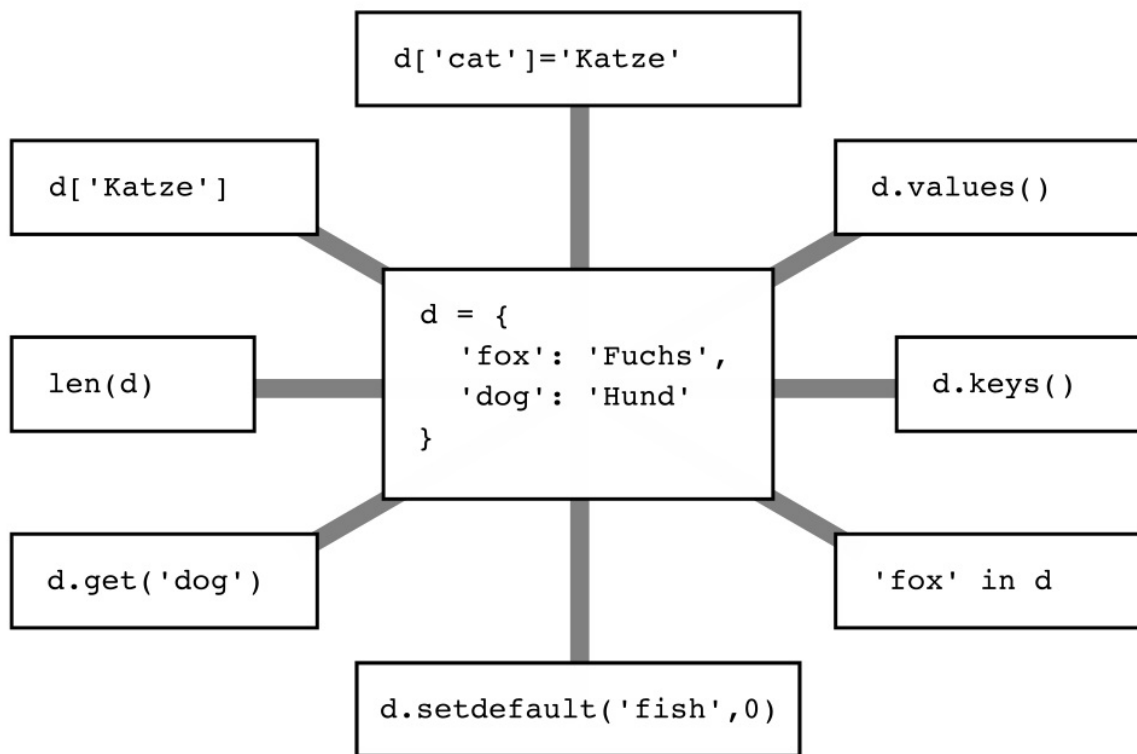 d['cat']='Katze'
d['Katze']
d.values()
d = {
'fox': 'Fuchs',
'dog': 'Hund'
}
len(d)
d.keys()
d.get('dog')
'fox' in d
d.setdefault('fish',0)